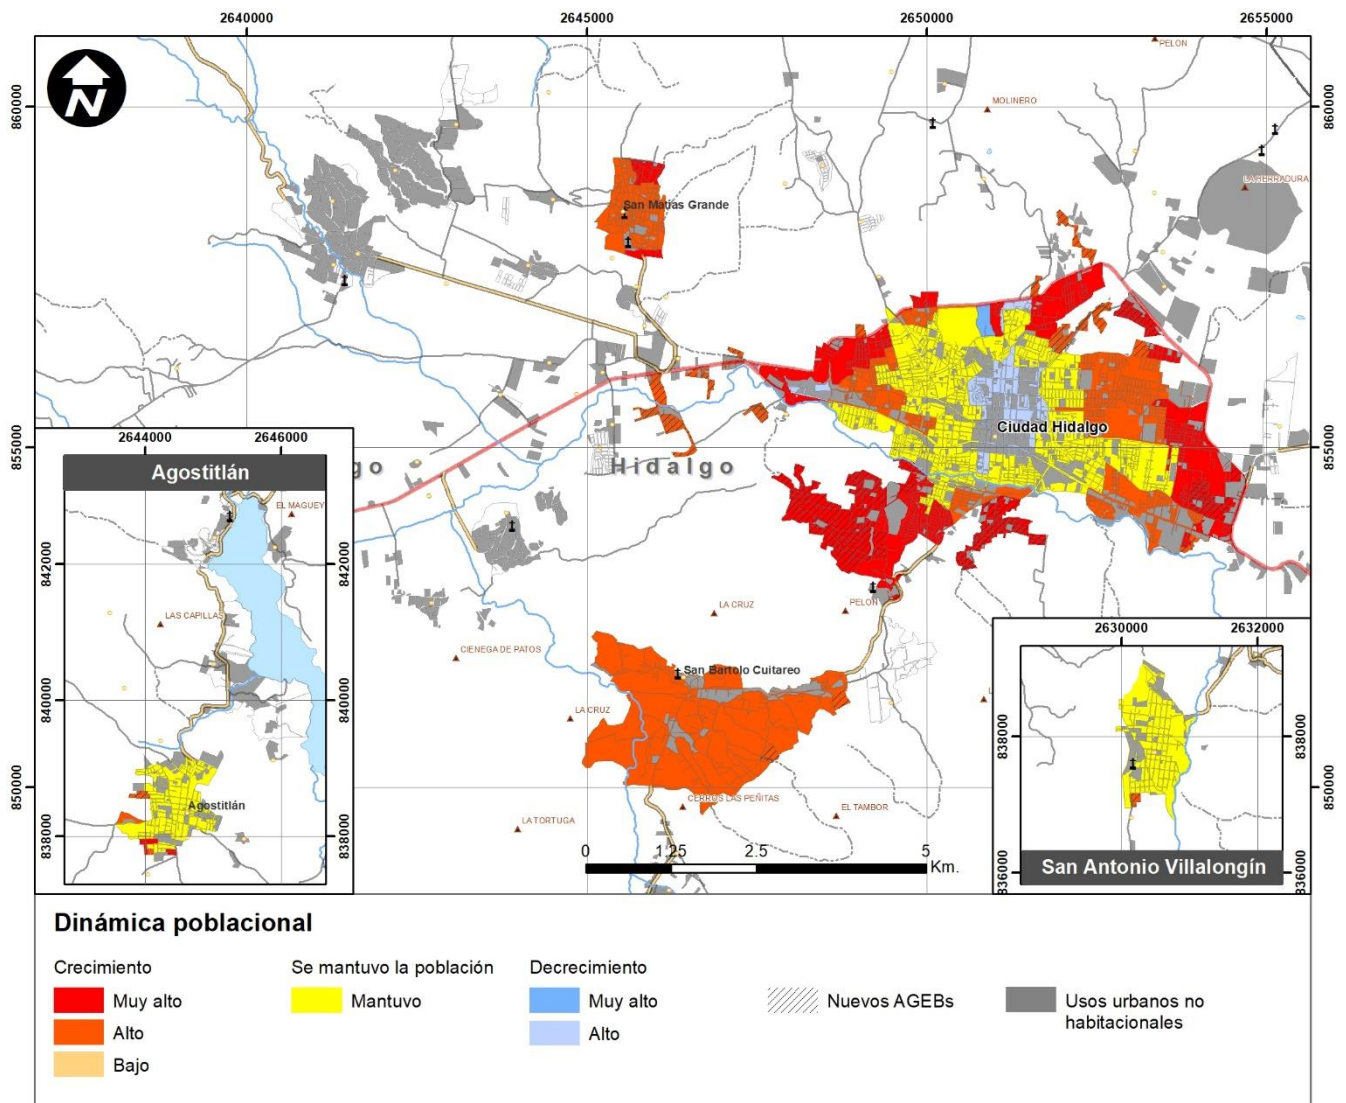 2640000
2645000
2650000
2655000
N
PELON
860000
MOLINERO
860000
LA HERRADURA
San Matías Grande
855000
Ciudad Hidalgo
855000
go
Hidalgo
2644000
2646000
Agostitlán
EL MAGUEY
842000
842000
LAS CAPILLAS
840000
840000
Agostitlán
838000
838000
850000
LA CRUZ
PELON
CIENEGA DE PATOS
San Bartolo Cuitareo
LA CRUZ
CERROS LAS PEÑITAS
EL TAMBOR
LA TORTUGA
0
1.25
2.5
5
Km.
2630000
2632000
838000
838000
850000
836000
836000
San Antonio Villalongín
Dinámica poblacional
Crecimiento
Se mantuvo la población
Decrecimiento
Muy alto
Mantuvo
Muy alto
Nuevos AGEBs
Usos urbanos no
habitacionales
Alto
Alto
Bajo